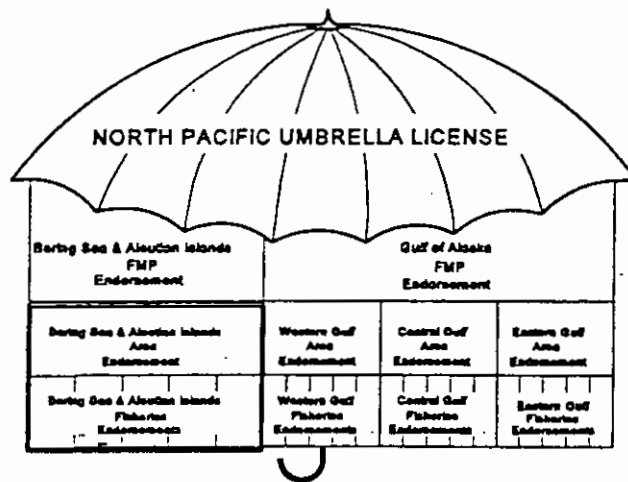 NORTH PACIFIC UMBRELLA LICENSE
Bering Sea & Aleutian Islands
FMP
Endorsement
Gulf of Alaska
FMP
Endorsement
Bering Sea & Aleutian Islands
Area
Endorsement
Western Gulf
Area
Endorsement
Central Gulf
Area
Endorsement
Eastern Gulf
Area
Endorsement
Bering Sea & Aleutian Islands
Fisheries
Endorsements
Western Gulf
Fisheries
Endorsements
Central Gulf
Fisheries
Endorsements
Eastern Gulf
Fisheries
Endorsements